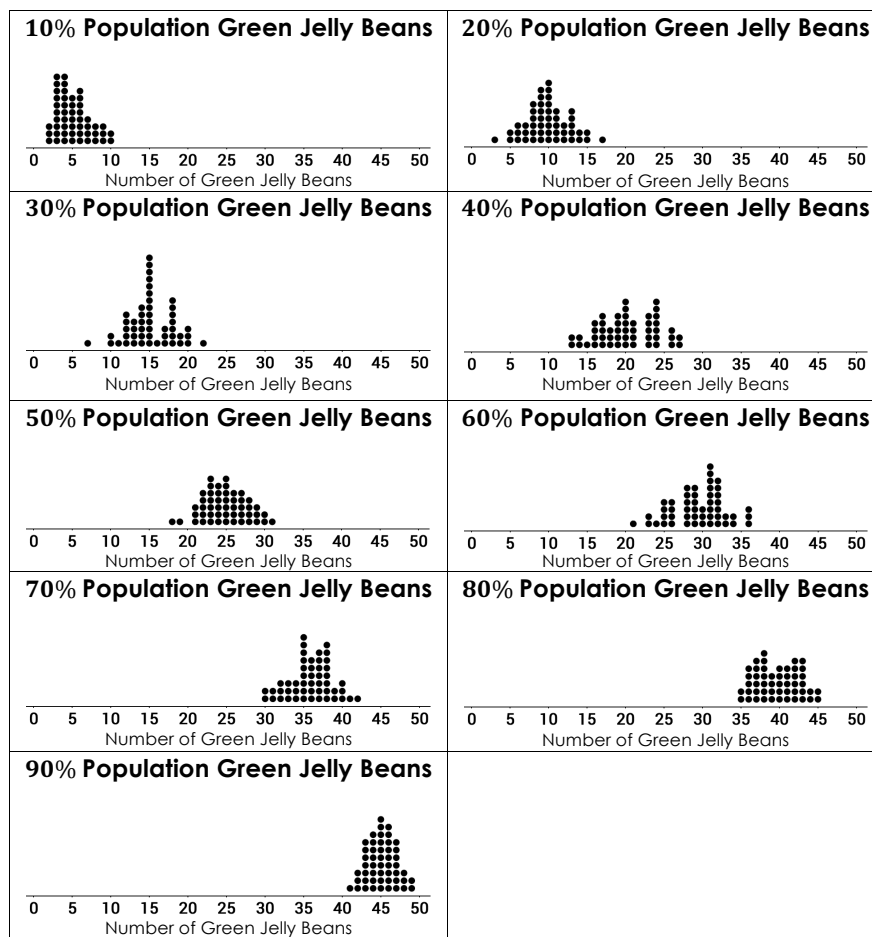 10% Population Green Jelly Beans
0 5 10 15 20 25 30 35 40 45 50
Number of Green Jelly Beans
20% Population Green Jelly Beans
0 5 10 15 20 25 30 35 40 45 50
Number of Green Jelly Beans
30% Population Green Jelly Beans
0 5 10 15 20 25 30 35 40 45 50
Number of Green Jelly Beans
40% Population Green Jelly Beans
0 5 10 15 20 25 30 35 40 45 50
Number of Green Jelly Beans
50% Population Green Jelly Beans
0 5 10 15 20 25 30 35 40 45 50
Number of Green Jelly Beans
60% Population Green Jelly Beans
0 5 10 15 20 25 30 35 40 45 50
Number of Green Jelly Beans
70% Population Green Jelly Beans
0 5 10 15 20 25 30 35 40 45 50
Number of Green Jelly Beans
80% Population Green Jelly Beans
0 5 10 15 20 25 30 35 40 45 50
Number of Green Jelly Beans
90% Population Green Jelly Beans
0 5 10 15 20 25 30 35 40 45 50
Number of Green Jelly Beans